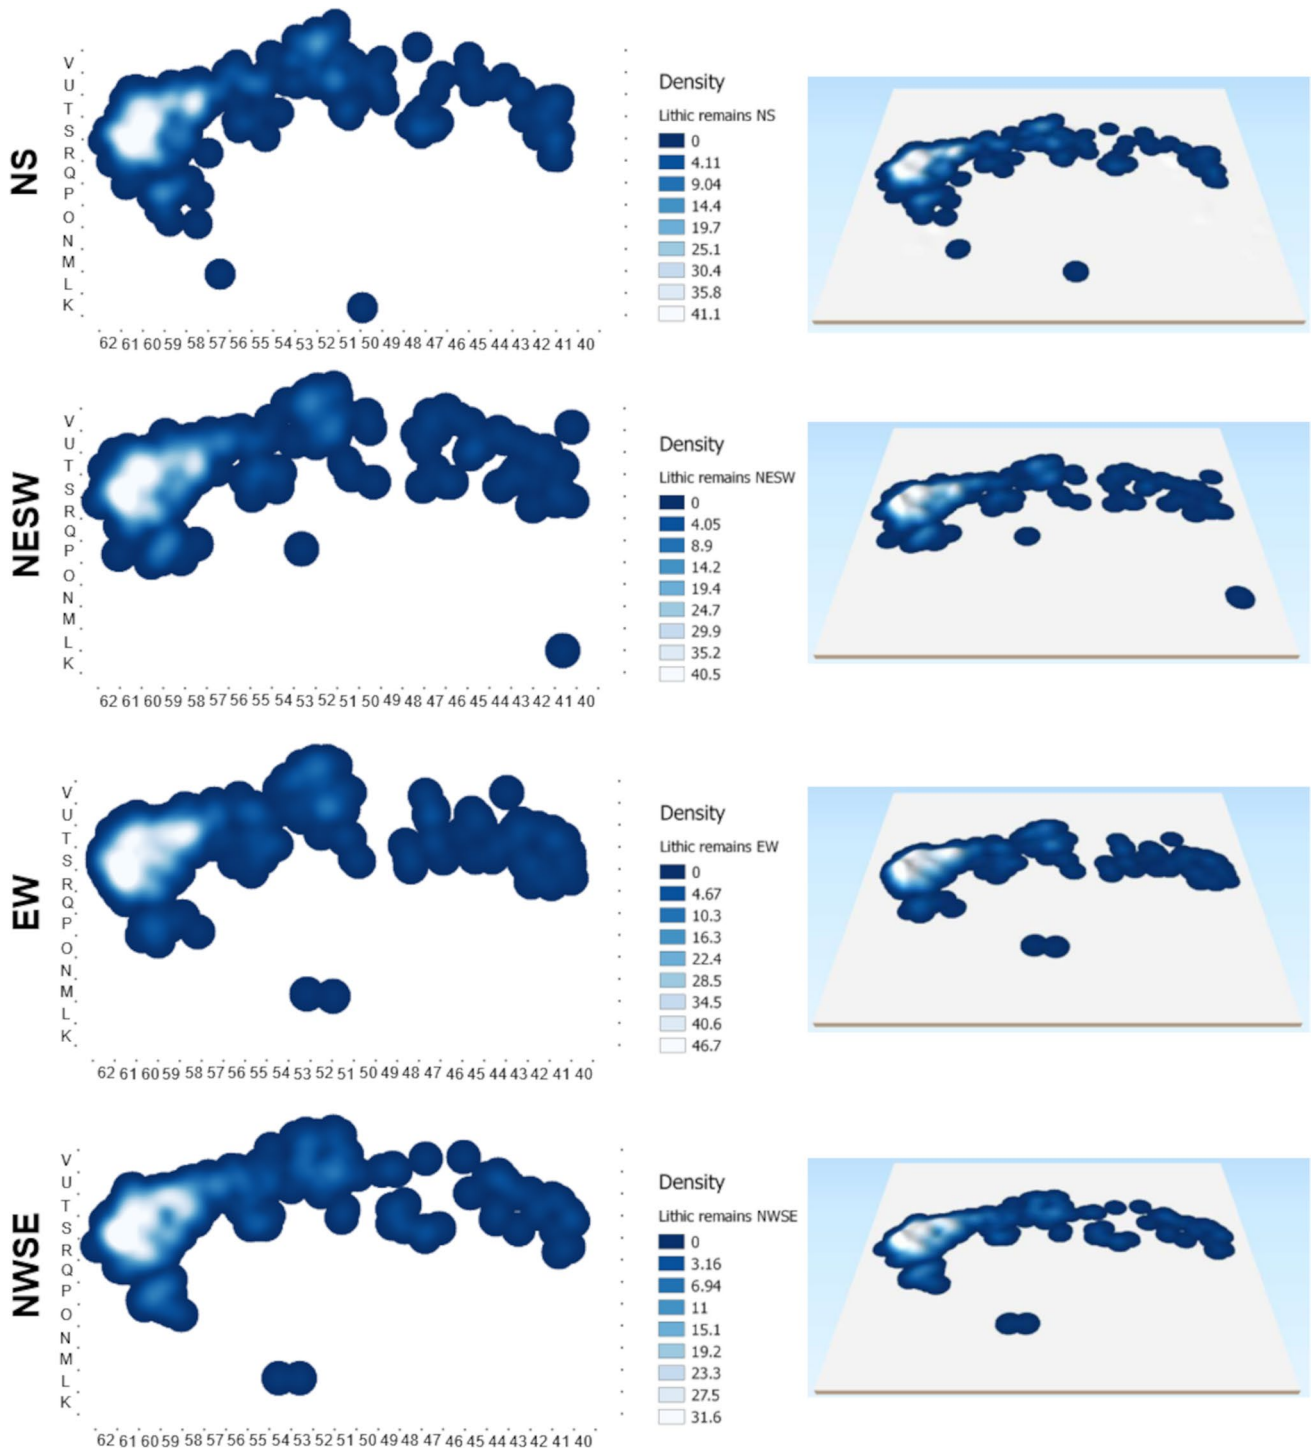 NS
V
U
T
S
R
Q
P
O
N
M
L
K
62 61 60 59 58 57 56 55 54 53 52 51 50 49 48 47 46 45 44 43 42 41 40
Density
Lithic remains NS
0
4.11
9.04
14.4
19.7
25.1
30.4
35.8
41.1
NESW
V
U
T
S
R
Q
P
O
N
M
L
K
62 61 60 59 58 57 56 55 54 53 52 51 50 49 48 47 46 45 44 43 42 41 40
Density
Lithic remains NESW
0
4.05
8.9
14.2
19.4
24.7
29.9
35.2
40.5
EW
V
U
T
S
R
Q
P
O
N
M
L
K
62 61 60 59 58 57 56 55 54 53 52 51 50 49 48 47 46 45 44 43 42 41 40
Density
Lithic remains EW
0
4.67
10.3
16.3
22.4
28.5
34.5
40.6
46.7
NWSE
V
U
T
S
R
Q
P
O
N
M
L
K
62 61 60 59 58 57 56 55 54 53 52 51 50 49 48 47 46 45 44 43 42 41 40
Density
Lithic remains NWSE
0
3.16
6.94
11
15.1
19.2
23.3
27.5
31.6